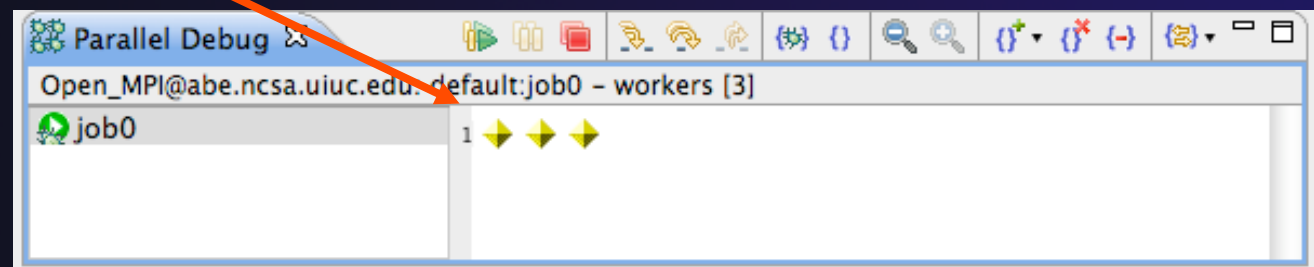 Parallel Debug
Open_MPI@abe.ncsa.uiuc.edu: default:job0 – workers [3]
job0
1